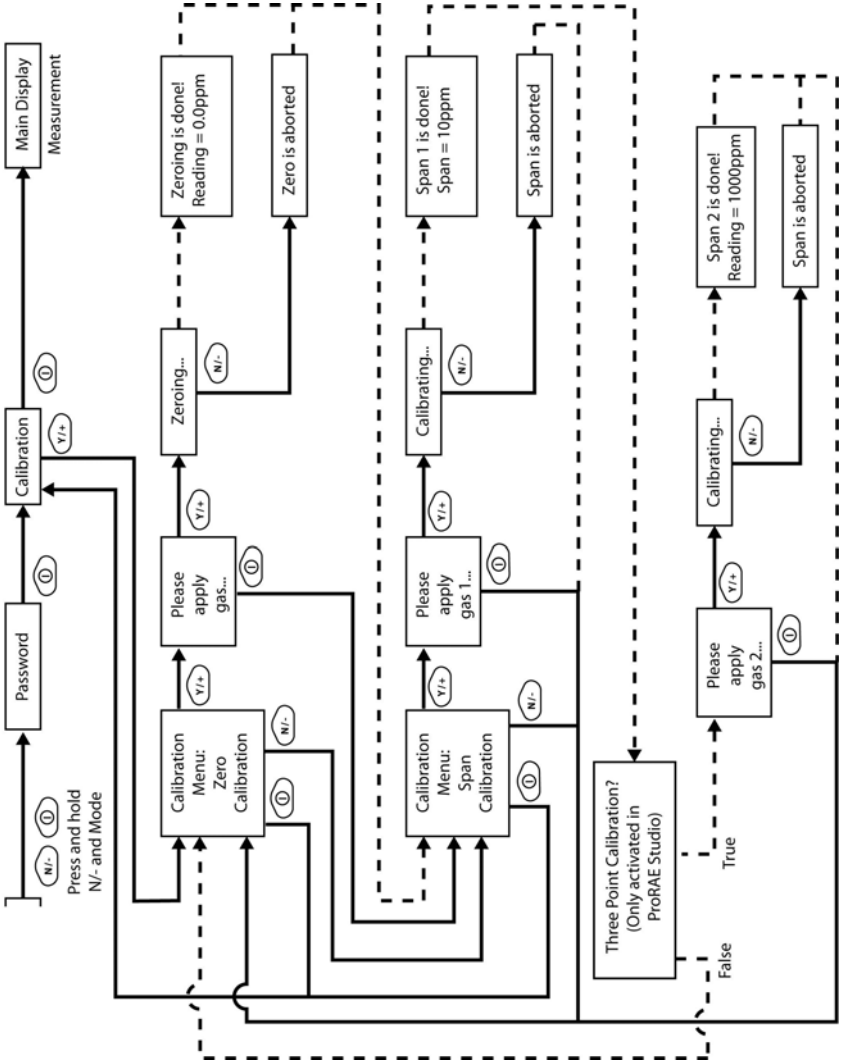 N/-
Press and hold
N/- and Mode
Password
Calibration
Y/+
Main Display
Measurement
Calibration
Menu:
Zero
Calibration
N/-
Y/+
Please
apply
gas...
Y/+
Zeroing...
N/-
Zeroing is done!
Reading = 0.0ppm
Zero is aborted
Calibration
Menu:
Span
Calibration
N/-
Y/+
Please
apply
gas 1...
Y/+
Calibrating...
N/-
Span 1 is done!
Span = 10ppm
Span is aborted
Three Point Calibration?
(Only activated in
ProRAE Studio)
False
True
Please
apply
gas 2...
Y/+
Calibrating...
N/-
Span 2 is done!
Reading = 1000ppm
Span is aborted